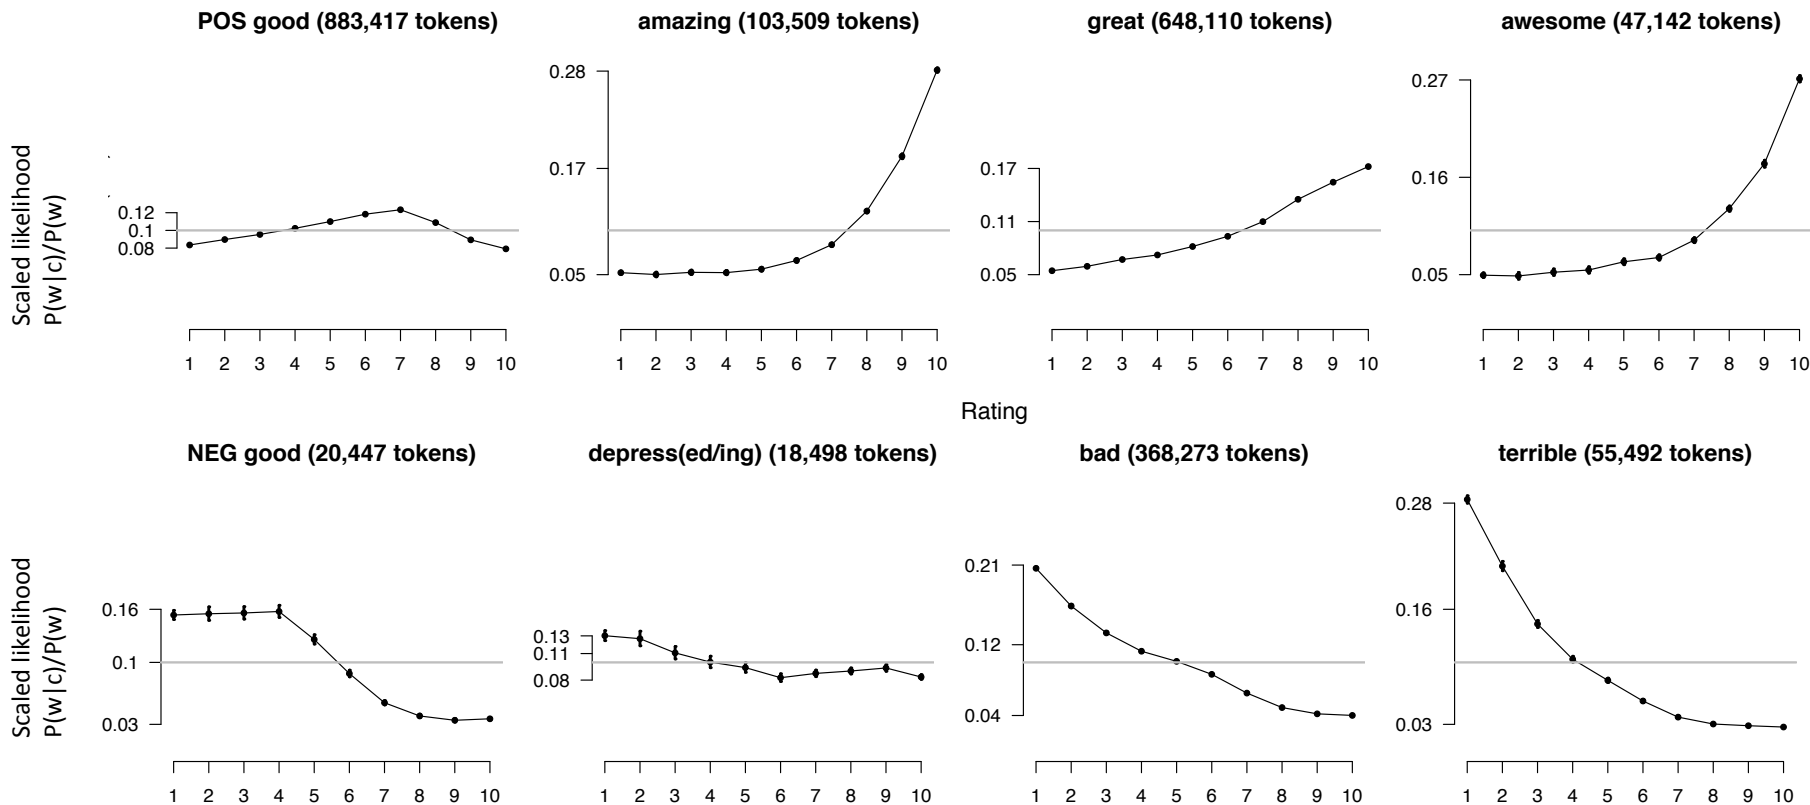 POS good (883,417 tokens)
amazing (103,509 tokens)
great (648,110 tokens)
awesome (47,142 tokens)
Scaled likelihood
P(w|c)/P(w)
0.12
0.1
0.08
1 2 3 4 5 6 7 8 9 10
0.28
0.17
0.05
1 2 3 4 5 6 7 8 9 10
0.17
0.11
0.05
1 2 3 4 5 6 7 8 9 10
0.27
0.16
0.05
1 2 3 4 5 6 7 8 9 10
Rating
NEG good (20,447 tokens)
depress(ed/ing) (18,498 tokens)
bad (368,273 tokens)
terrible (55,492 tokens)
Scaled likelihood
P(w|c)/P(w)
0.16
0.1
0.03
1 2 3 4 5 6 7 8 9 10
0.13
0.11
0.08
1 2 3 4 5 6 7 8 9 10
0.21
0.12
0.04
1 2 3 4 5 6 7 8 9 10
0.28
0.16
0.03
1 2 3 4 5 6 7 8 9 10